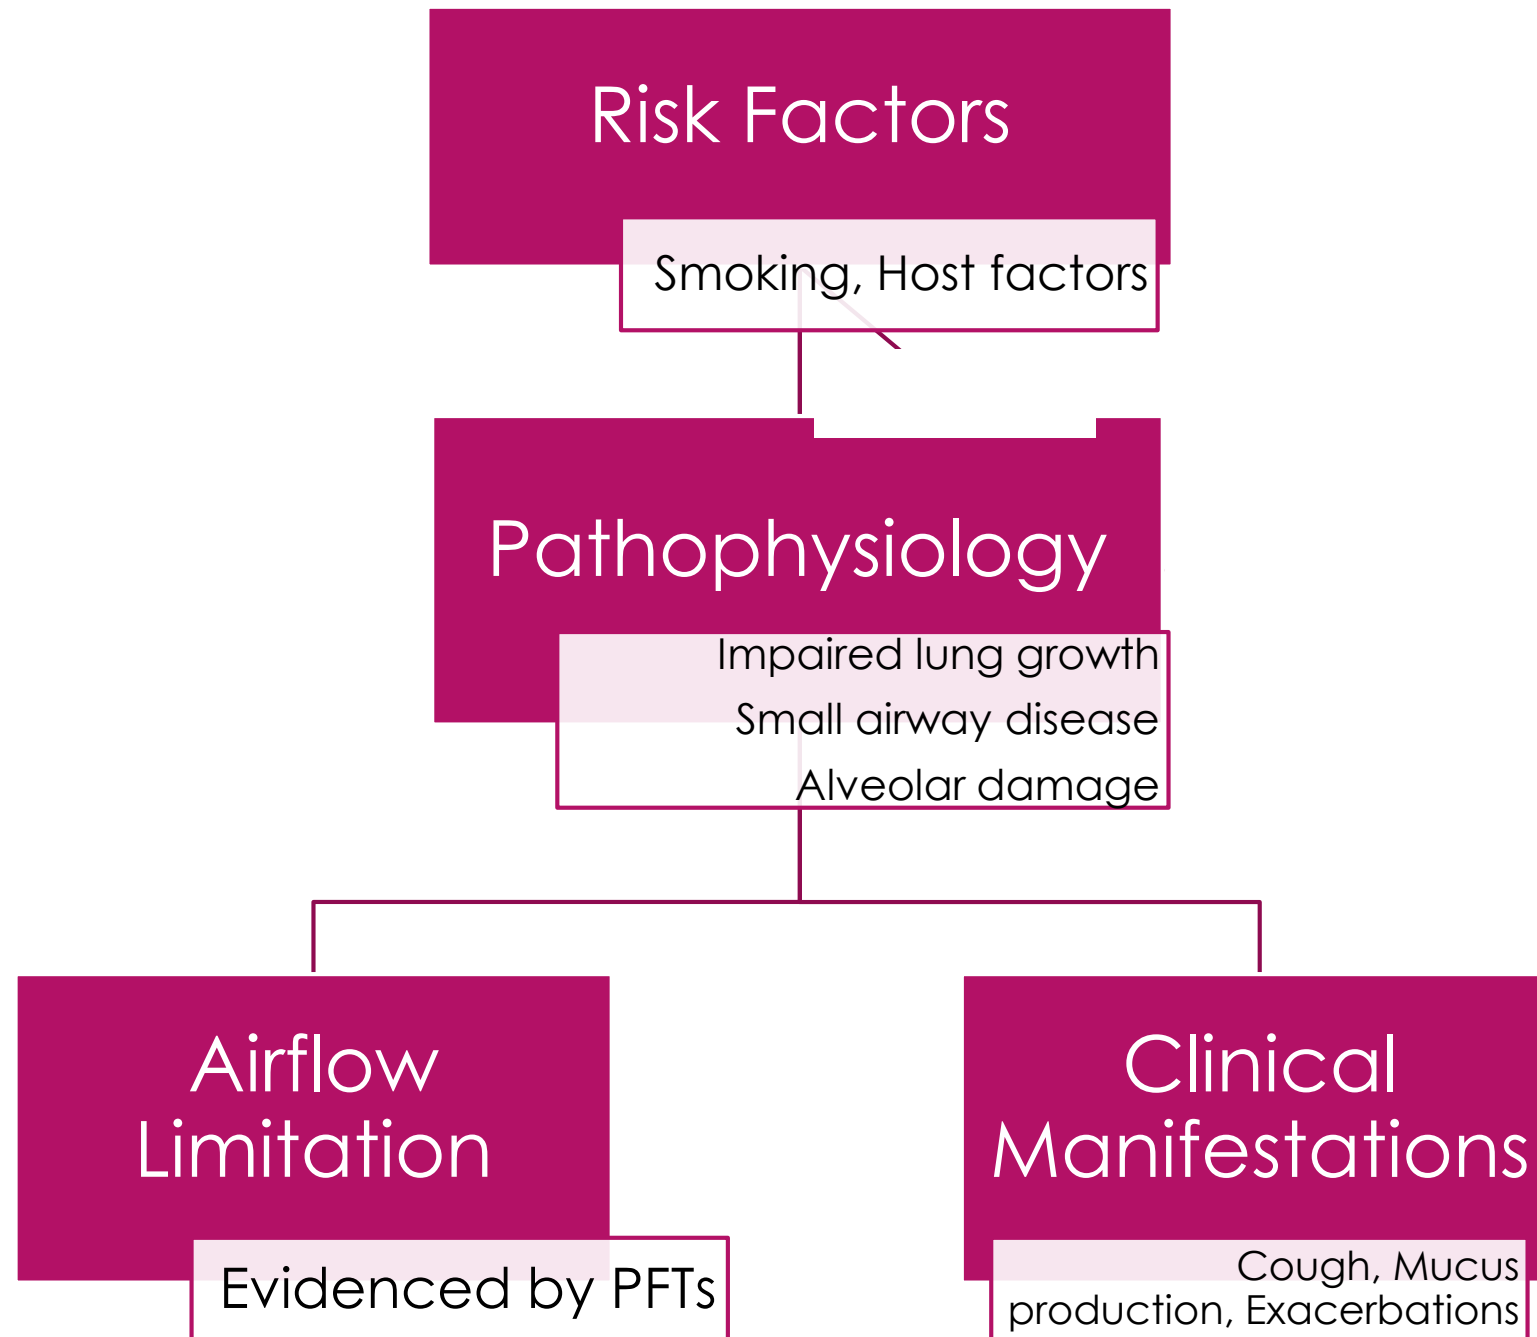 Risk Factors
Smoking, Host factors
Pathophysiology
Impaired lung growth
Small airway disease
Alveolar damage
Airflow
Limitation
Evidenced by PFTs
Clinical
Manifestations
Cough, Mucus
production, Exacerbations